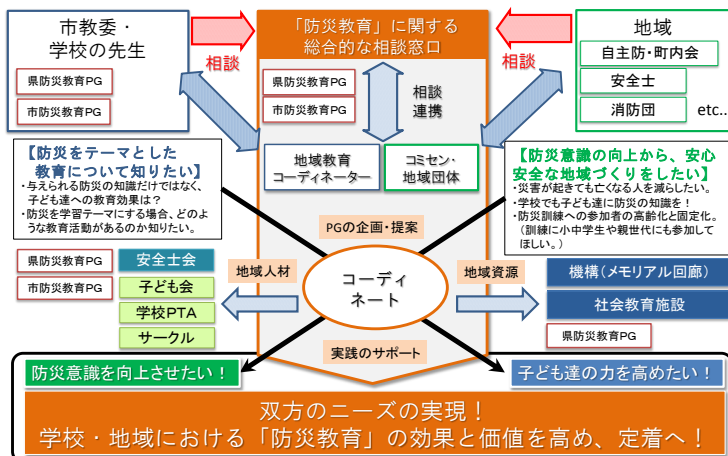 市教委・
学校の先生
県防災教育PG
市防災教育PG
相談
「防災教育」に関する
総合的な相談窓口
県防災教育PG
市防災教育PG
相談
連携
地域教育
コーディネーター
コミセン・
地域団体
相談
地域
自主防・町内会
安全士
消防団
etc…
【防災をテーマとした
教育について知りたい】
・与えられる防災の知識だけではなく、
子ども達への教育効果は？
・防災を学習テーマにする場合、どのよ
うな教育活動があるのか知りたい。
【防災意識の向上から、安心
安全な地域づくりをしたい】
・災害が起きても亡くなる人を減らしたい。
・学校でも子ども達に防災の知識を！
・防災訓練への参加者の高齢化と固定化。
（訓練に小中学生や親世代にも参加して
ほしい。）
PGの企画・提案
コーディ
ネート
地域人材
地域資源
県防災教育PG
市防災教育PG
安全士会
子ども会
学校PTA
サークル
機構（メモリアル回廊）
社会教育施設
県防災教育PG
実践のサポート
防災意識を向上させたい！
子ども達の力を高めたい！
双方のニーズの実現！
学校・地域における「防災教育」の効果と価値を高め、定着へ！